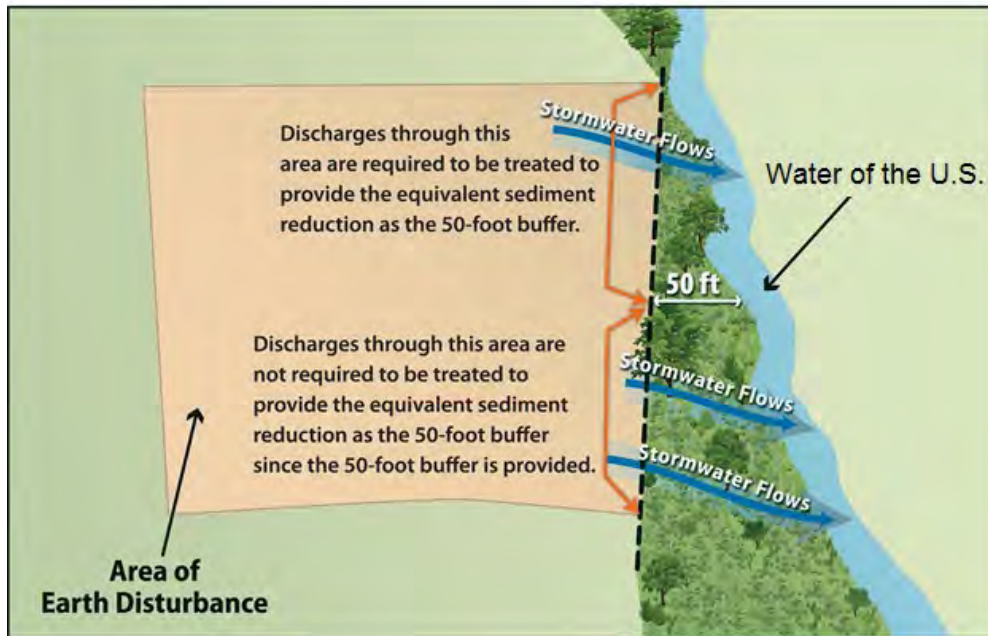 Stormwater Flows
Discharges through this
area are required to be treated to
provide the equivalent sediment
reduction as the 50-foot buffer.
Water of the U.S.
50 ft
Discharges through this area are
not required to be treated to
provide the equivalent sediment
reduction as the 50-foot buffer
since the 50-foot buffer is provided.
Stormwater Flows
Stormwater Flows
Area of
Earth Disturbance